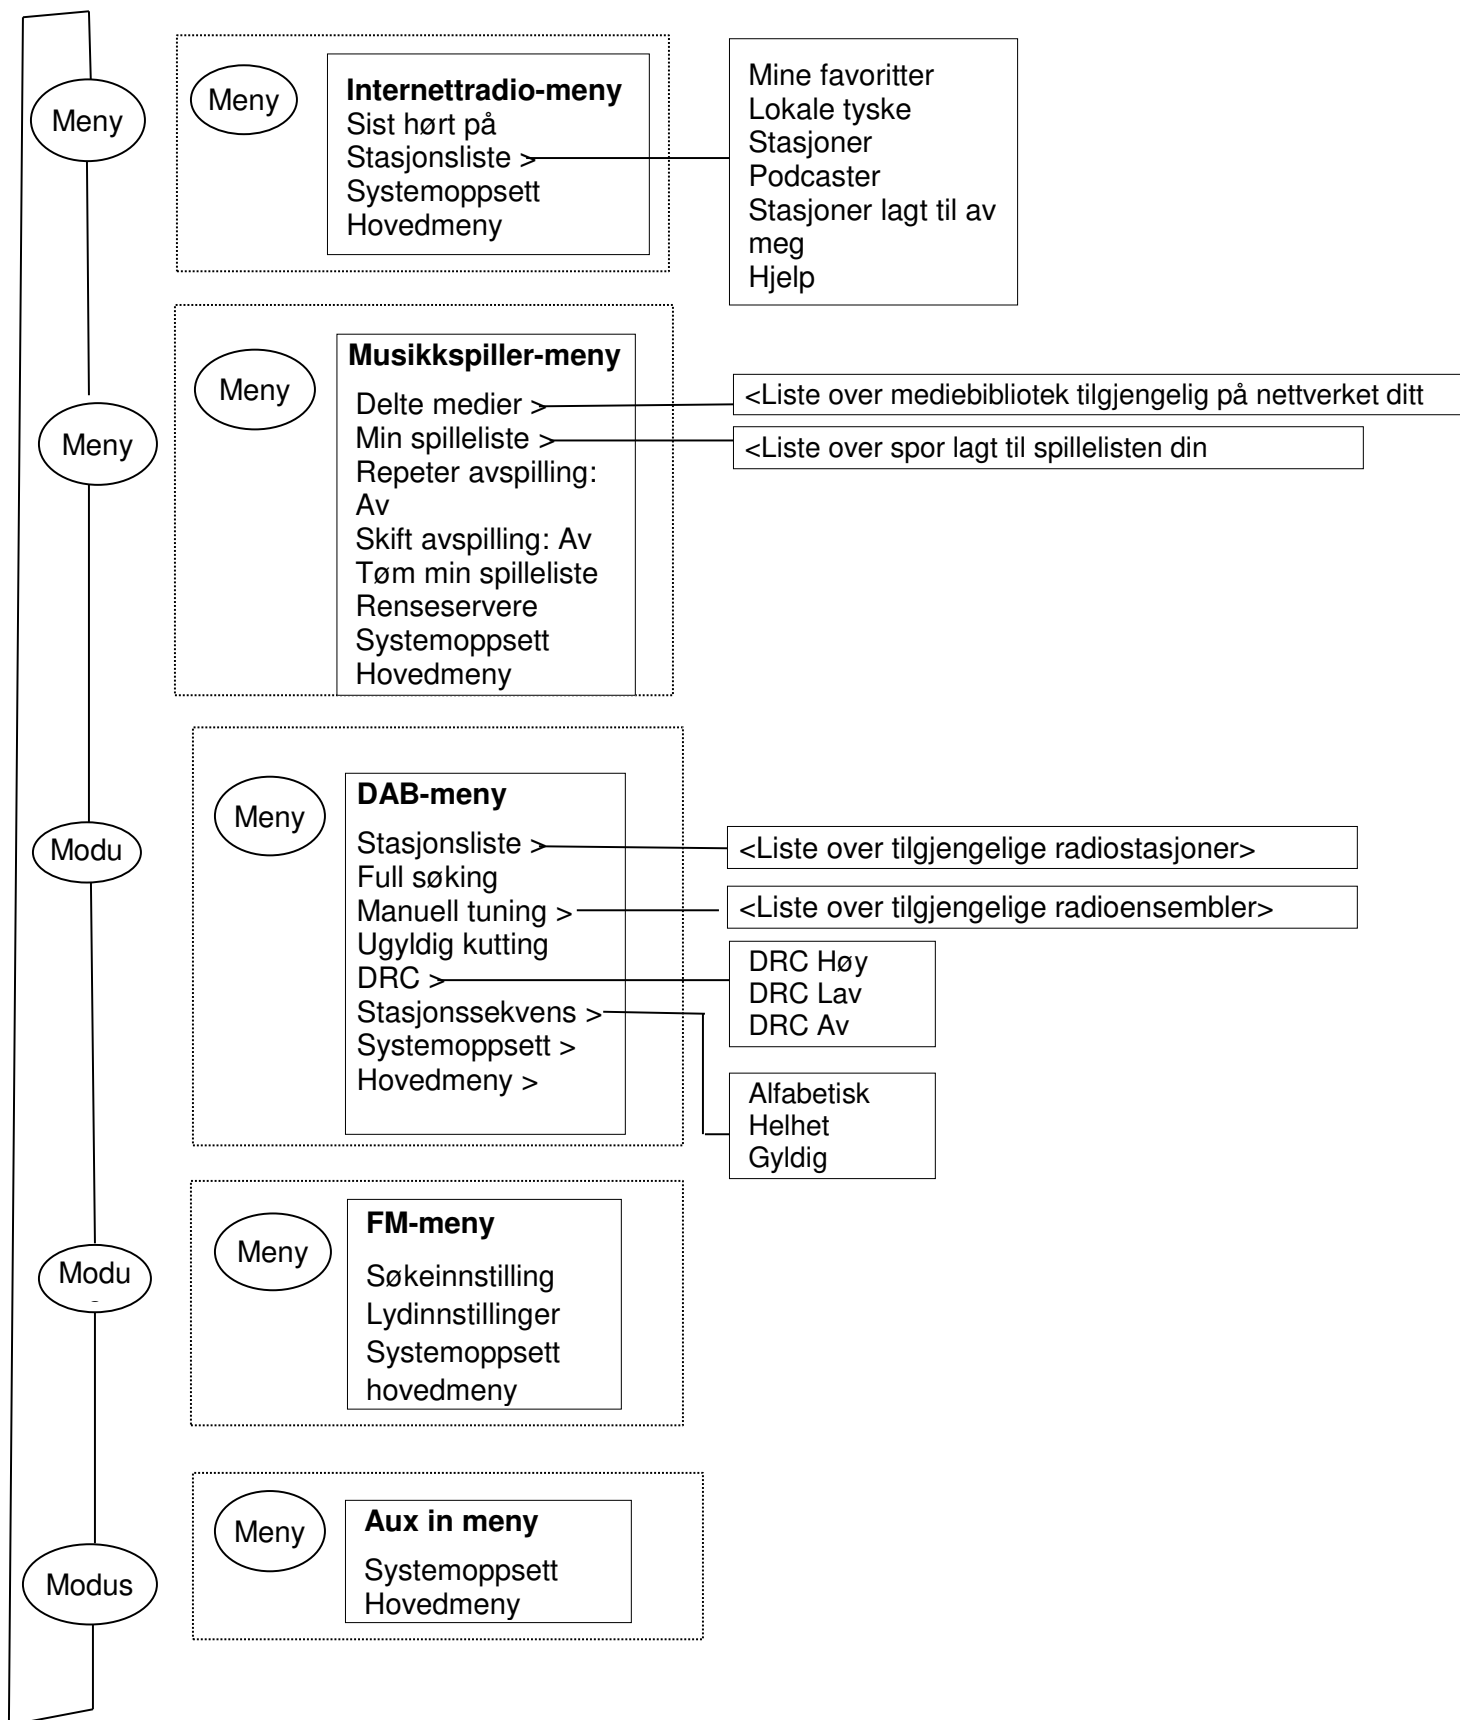 Meny
Meny
Internettradio-meny
Sist hørt på
Stasjonsliste >
Systemoppsett
Hovedmeny
Mine favoritter
Lokale tyske
Stasjoner
Podcaster
Stasjoner lagt til av
meg
Hjelp
Meny
Meny
Musikkspiller-meny
Delte medier >
Min spilleliste >
Repeter avspilling:
Av
Skift avspilling: Av
Tøm min spilleliste
Renseservere
Systemoppsett
Hovedmeny
<Liste over mediebibliotek tilgjengelig på nettverket ditt
<Liste over spor lagt til spillelisten din
Modu
Meny
DAB-meny
Stasjonsliste >
Full søking
Manuell tuning >
Ugyldig kutting
DRC >
Stasjonssekvens >
Systemoppsett >
Hovedmeny >
<Liste over tilgjengelige radiostasjoner>
<Liste over tilgjengelige radioensembler>
DRC Høy
DRC Lav
DRC Av
Alfabetisk
Helhet
Gyldig
Modu
Meny
FM-meny
Søkeinnstilling
Lydinnstillinger
Systemoppsett
hovedmeny
Modus
Meny
Aux in meny
Systemoppsett
Hovedmeny